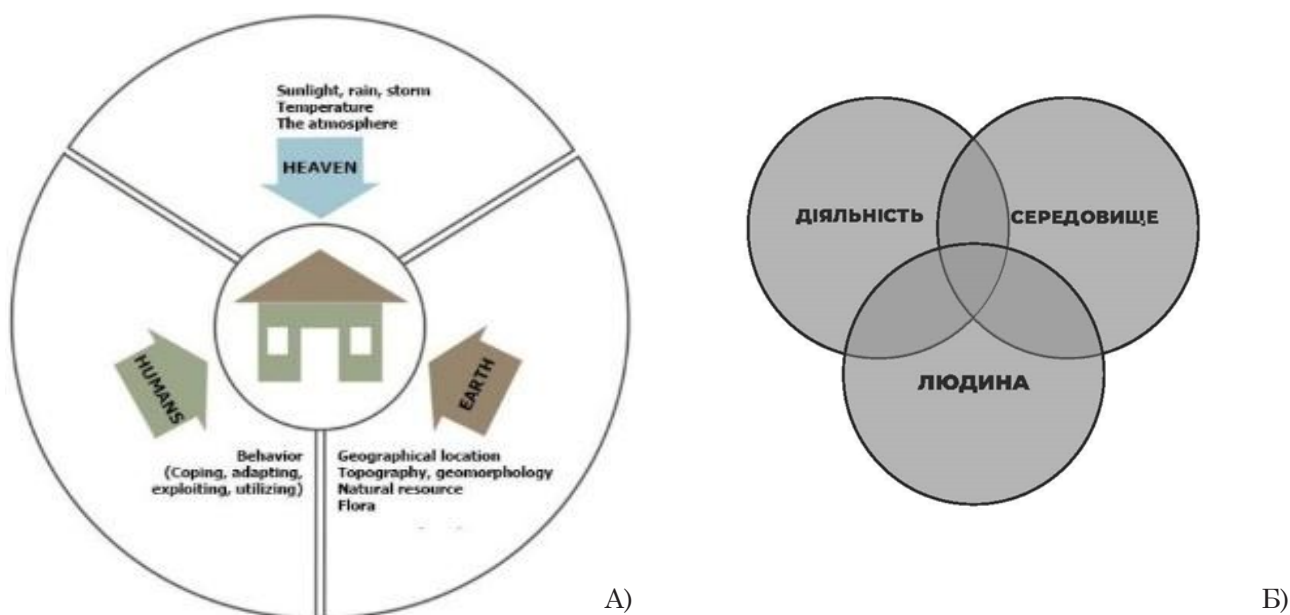 Sunlight, rain, storm
Temperature
The atmosphere
HEAVEN
HUMANS
EARTH
Behavior
(Coping, adapting,
exploiting, utilizing)
Geographical location
Topography, geomorphology
Natural resource
Flora
А)
ДІЯЛЬНІСТЬ
СЕРЕДОВИЩЕ
ЛЮДИНА
Б)